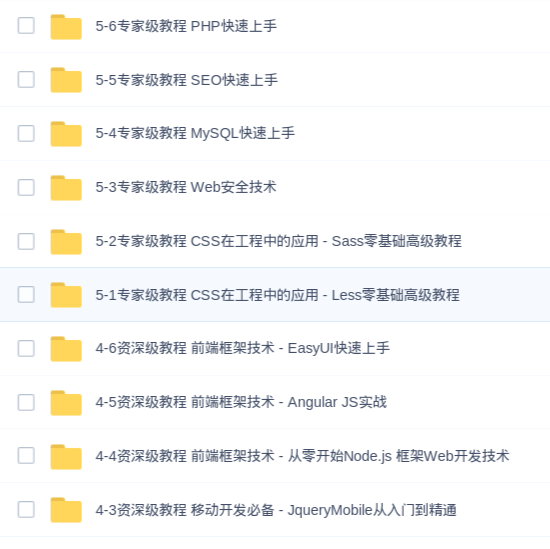 5-6专家级教程 PHP快速上手
5-5专家级教程 SEO快速上手
5-4专家级教程 MySQL快速上手
5-3专家级教程 Web安全技术
5-2专家级教程 CSS在工程中的应用 - Sass零基础高级教程
5-1专家级教程 CSS在工程中的应用 - Less零基础高级教程
4-6资深级教程 前端框架技术 - EasyUI快速上手
4-5资深级教程 前端框架技术 - Angular JS实战
4-4资深级教程 前端框架技术 - 从零开始Node.js 框架Web开发技术
4-3资深级教程 移动开发必备 - JqueryMobile从入门到精通